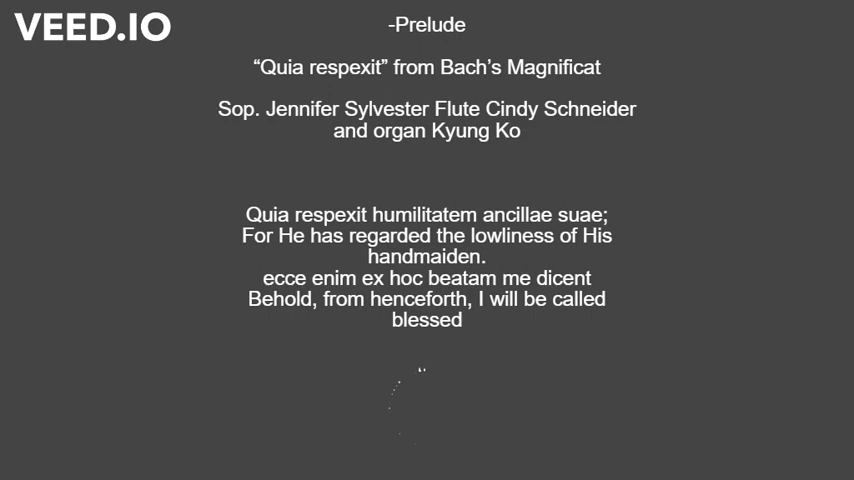 VEED.IO
-Prelude
“Quia respexit” from Bach’s Magnificat
Sop. Jennifer Sylvester Flute Cindy Schneider
and organ Kyung Ko
Quia respexit humilitatem ancillae suae;
For He has regarded the lowliness of His
handmaiden.
ecce enim ex hoc beatam me dicent
Behold, from henceforth, I will be called
blessed